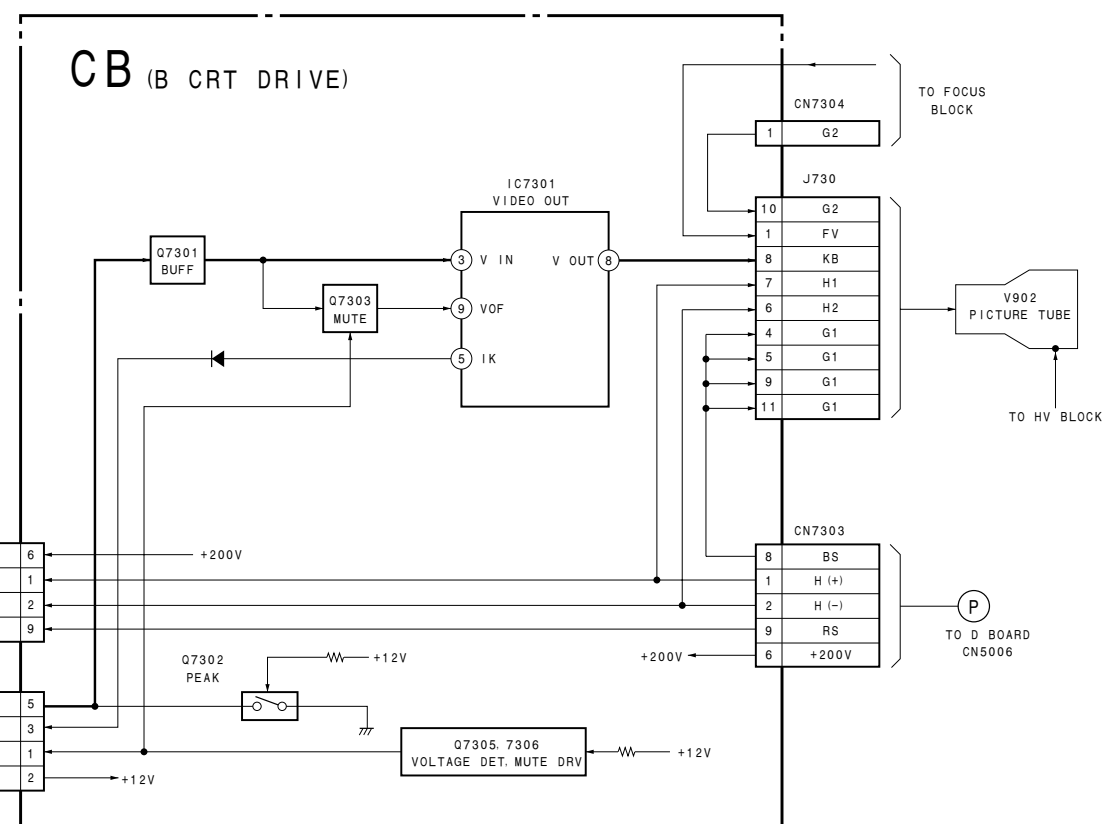 CB (B CRT DRIVE)
TO FOCUS
BLOCK
CN7304
1 G2
J730
10 G2
1 FV
8 KB
7 H1
6 H2
4 G1
5 G1
9 G1
11 G1
IC7301
VIDEO OUT
3 V IN
V OUT 8
9 VOF
5 IK
Q7301
BUFF
Q7303
MUTE
V902
PICTURE TUBE
TO HV BLOCK
CN7303
8 BS
1 H (+)
2 H (-)
9 RS
6 +200V
+200V
P
TO D BOARD
CN5006
6
+200V
1
2
9
Q7302
PEAK
+12V
5
3
1
2
+12V
Q7305, 7306
VOLTAGE DET, MUTE DRV
+12V